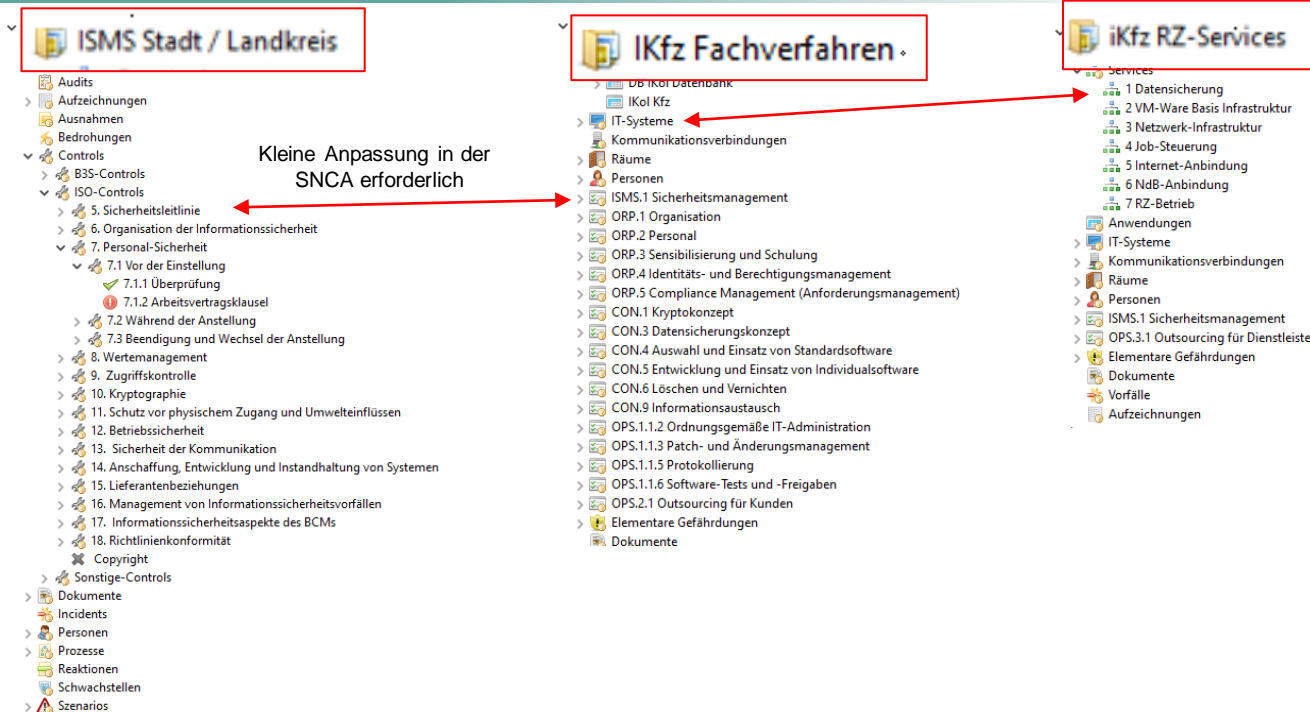 ISMS Stadt / Landkreis
Audits
Aufzeichnungen
Ausnahmen
Bedrohungen
Controls
B3S-Controls
ISO-Controls
5. Sicherheitsleitlinie
6. Organisation der Informationssicherheit
7. Personal-Sicherheit
7.1 Vor der Einstellung
7.1.1 Überprüfung
7.1.2 Arbeitsvertragsklausel
7.2 Während der Anstellung
7.3 Beendigung und Wechsel der Anstellung
8. Wertemanagement
9. Zugriffskontrolle
10. Kryptographie
11. Schutz vor physischem Zugang und Umwelteinflüssen
12. Betriebssicherheit
13. Sicherheit der Kommunikation
14. Anschaffung, Entwicklung und Instandhaltung von Systemen
15. Lieferantenbeziehungen
16. Management von Informationssicherheitsvorfällen
17. Informationssicherheitsaspekte des BCMs
18. Richtlinienkonformität
Copyright
Sonstige-Controls
Dokumente
Incidents
Personen
Prozesse
Reaktionen
Schwachstellen
Szenarios
Kleine Anpassung in der
SNCA erforderlich
IKfz Fachverfahren
DB IKol Datenbank
IKol Kfz
IT-Systeme
Kommunikationsverbindungen
Räume
Personen
ISMS.1 Sicherheitsmanagement
ORP.1 Organisation
ORP.2 Personal
ORP.3 Sensibilisierung und Schulung
ORP.4 Identitäts- und Berechtigungsmanagement
ORP.5 Compliance Management (Anforderungsmanagement)
CON.1 Kryptokonzept
CON.3 Datensicherungskonzept
CON.4 Auswahl und Einsatz von Standardsoftware
CON.5 Entwicklung und Einsatz von Individualsoftware
CON.6 Löschen und Vernichten
CON.9 Informationsaustausch
OPS.1.1.2 Ordnungsgemäße IT-Administration
OPS.1.1.3 Patch- und Änderungsmanagement
OPS.1.1.5 Protokollierung
OPS.1.1.6 Software-Tests und -Freigaben
OPS.2.1 Outsourcing für Kunden
Elementare Gefährdungen
Dokumente
iKfz RZ-Services
Services
1 Datensicherung
2 VM-Ware Basis Infrastruktur
3 Netzwerk-Infrastruktur
4 Job-Steuerung
5 Internet-Anbindung
6 NdB-Anbindung
7 RZ-Betrieb
Anwendungen
IT-Systeme
Kommunikationsverbindungen
Räume
Personen
ISMS.1 Sicherheitsmanagement
OPS.3.1 Outsourcing für Dienstleiste
Elementare Gefährdungen
Dokumente
Vorfälle
Aufzeichnungen